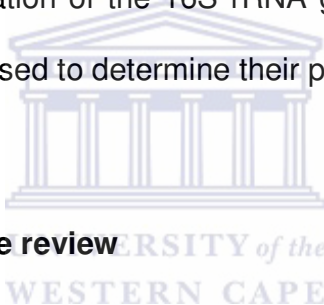 ation of the 16S rRNA g
sed to determine their p
e review
UNIVERSITY of the
WESTERN CAPE